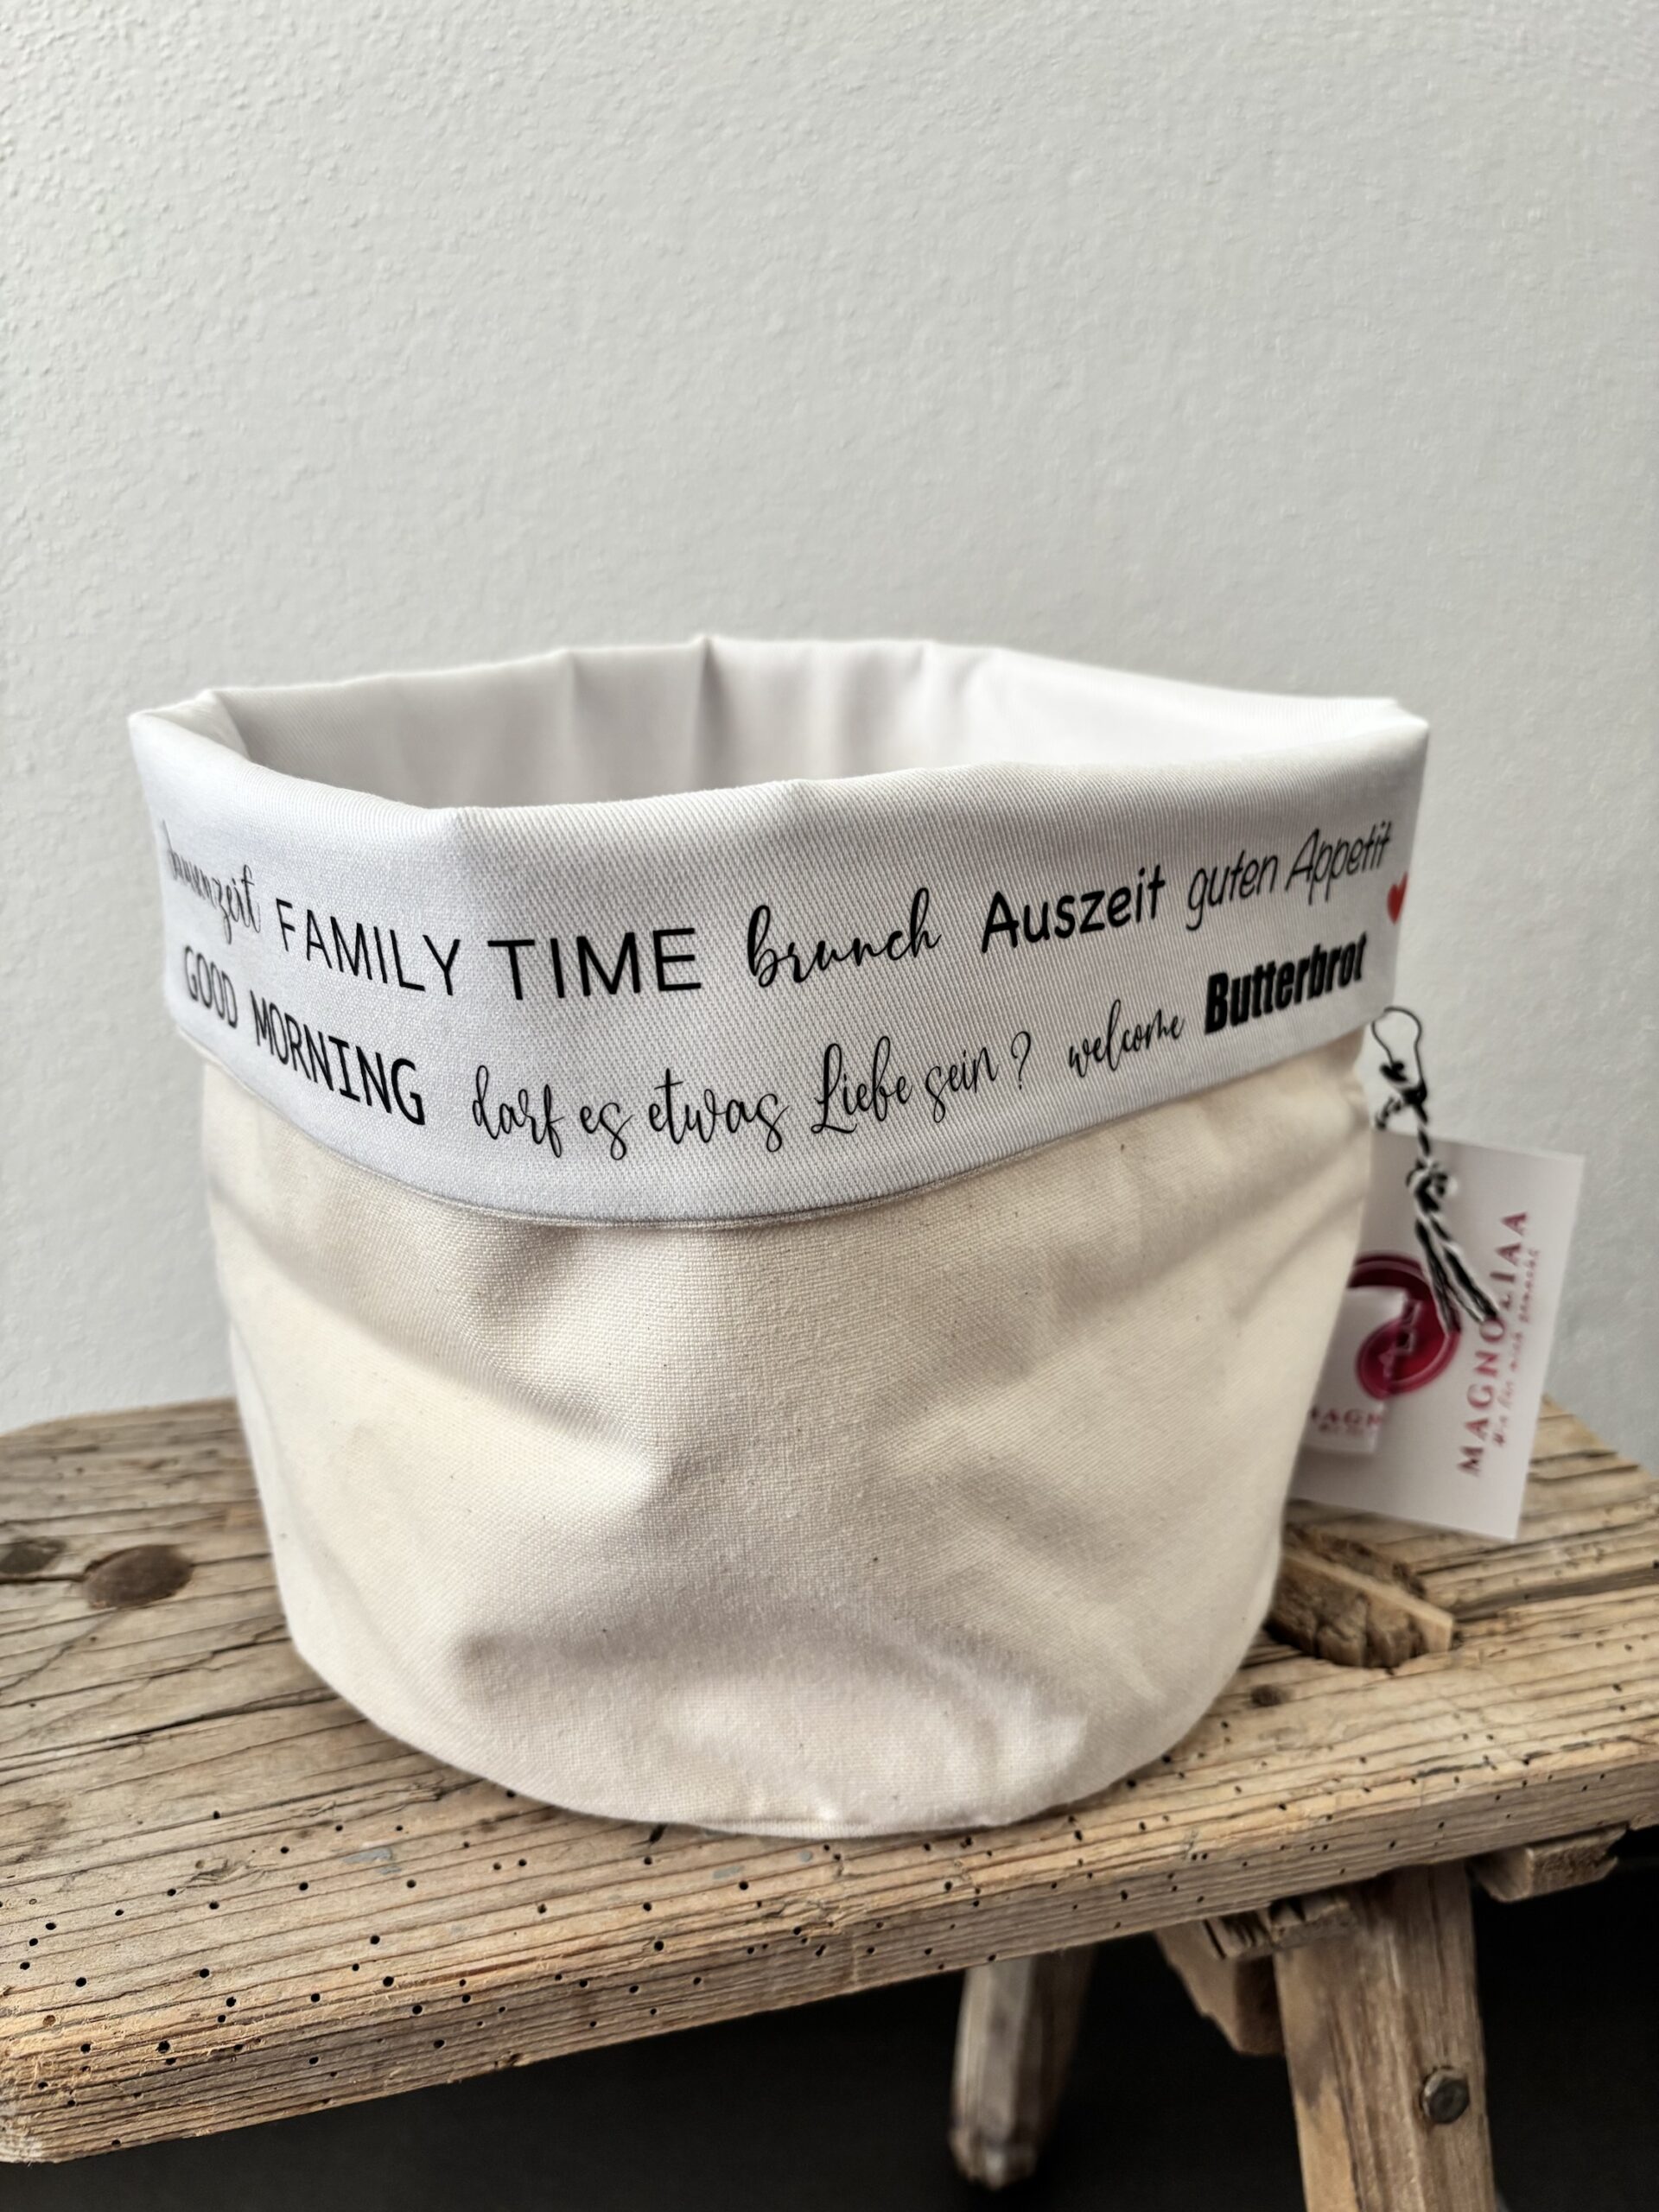 FAMILY TIME brunch Auszeit guten Appetit
GOOD MORNING darf es etwas Liebe sein? welcome Butterbrot
MAGNOLIAA